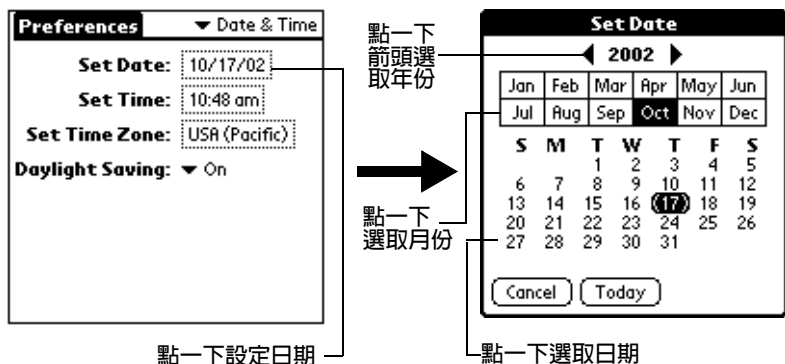 Preferences
Date & Time
Set Date: 10/17/02
Set Time: 10:48 am
Set Time Zone: USA (Pacific)
Daylight Saving: On
點一下設定日期
點一下
箭頭選
取年份
點一下
選取月份
Set Date
2002
Jan Feb Mar Apr May Jun
Jul Aug Sep Oct Nov Dec
S M T W T F S
1 2 3 4 5
6 7 8 9 10 11 12
13 14 15 16 17 18 19
20 21 22 23 24 25 26
27 28 29 30 31
Cancel Today
點一下選取日期